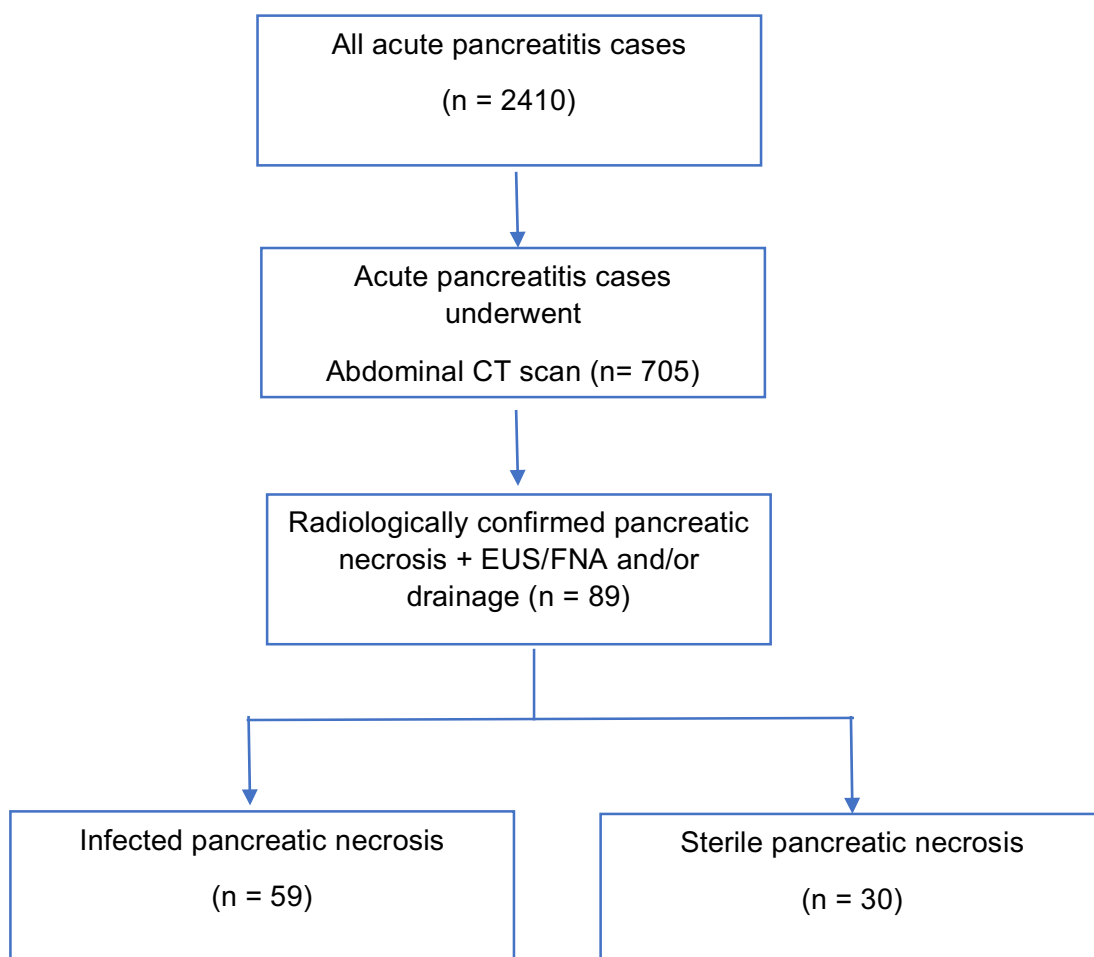 All acute pancreatitis cases
(n = 2410)
Acute pancreatitis cases
underwent
Abdominal CT scan (n= 705)
Radiologically confirmed pancreatic
necrosis + EUS/FNA and/or
drainage (n = 89)
Infected pancreatic necrosis
(n = 59)
Sterile pancreatic necrosis
(n = 30)